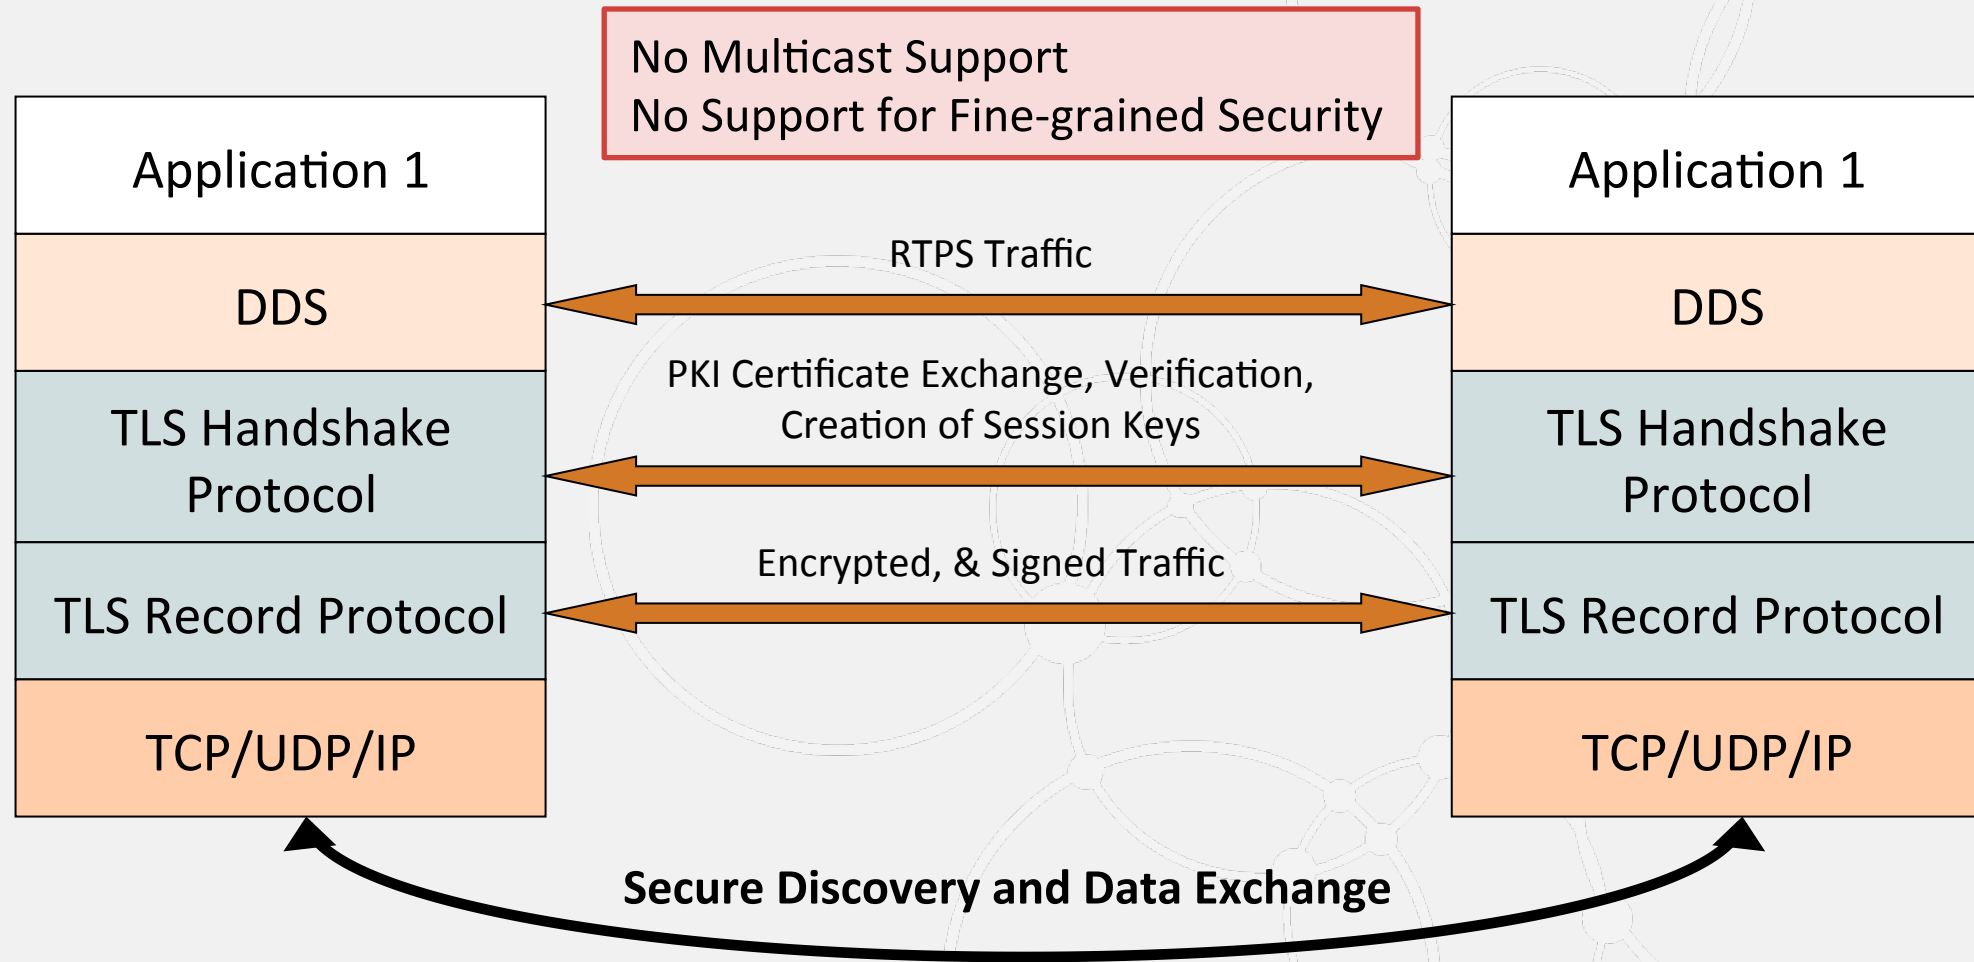 No Multicast Support
No Support for Fine-grained Security
Application 1
DDS
TLS Handshake
Protocol
TLS Record Protocol
TCP/UDP/IP
RTPS Traffic
PKI Certificate Exchange, Verification,
Creation of Session Keys
Encrypted, & Signed Traffic
Application 1
DDS
TLS Handshake
Protocol
TLS Record Protocol
TCP/UDP/IP
Secure Discovery and Data Exchange